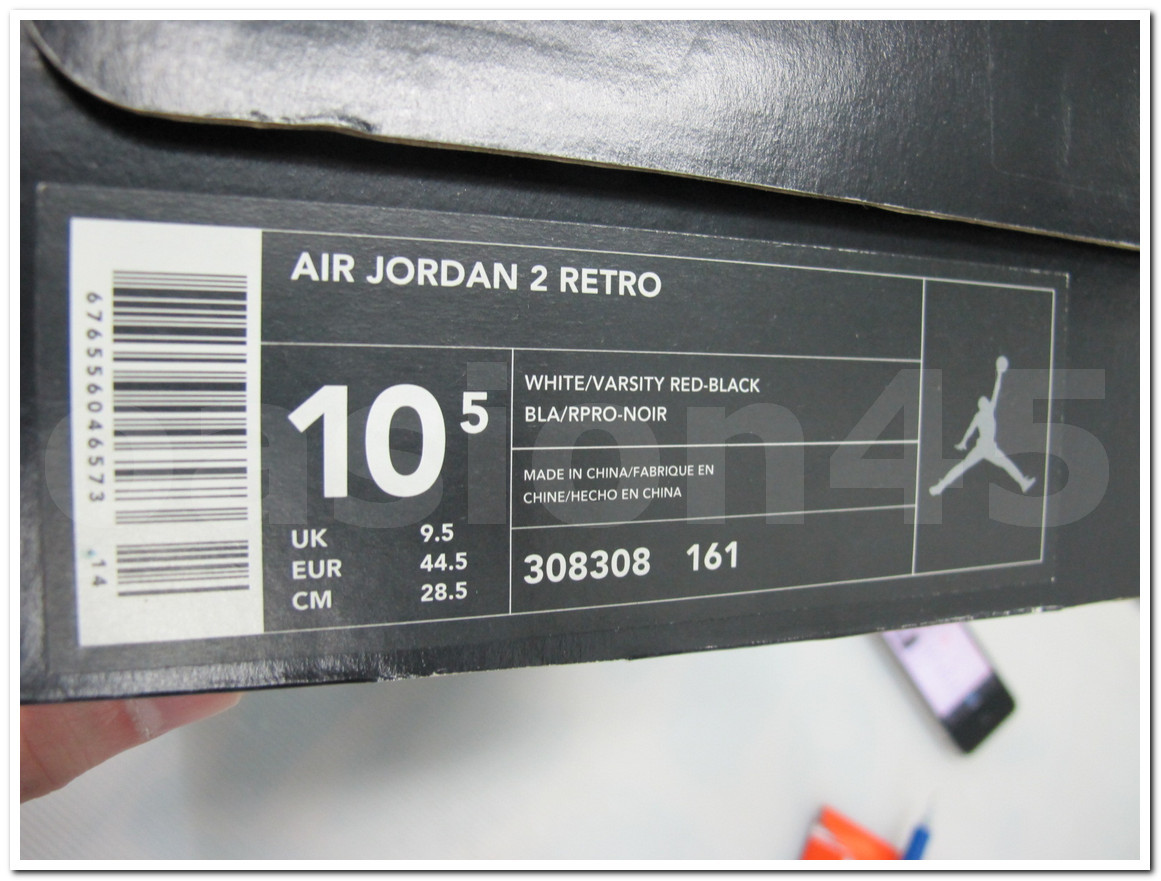 AIR JORDAN 2 RETRO
676556046573
14
10 5
UK 9.5
EUR 44.5
CM 28.5
WHITE/VARSITY RED-BLACK
BLA/RPRO-NOIR
MADE IN CHINA/FABRIQUE EN
CHINE/HECHO EN CHINA
308308 161
oasion45